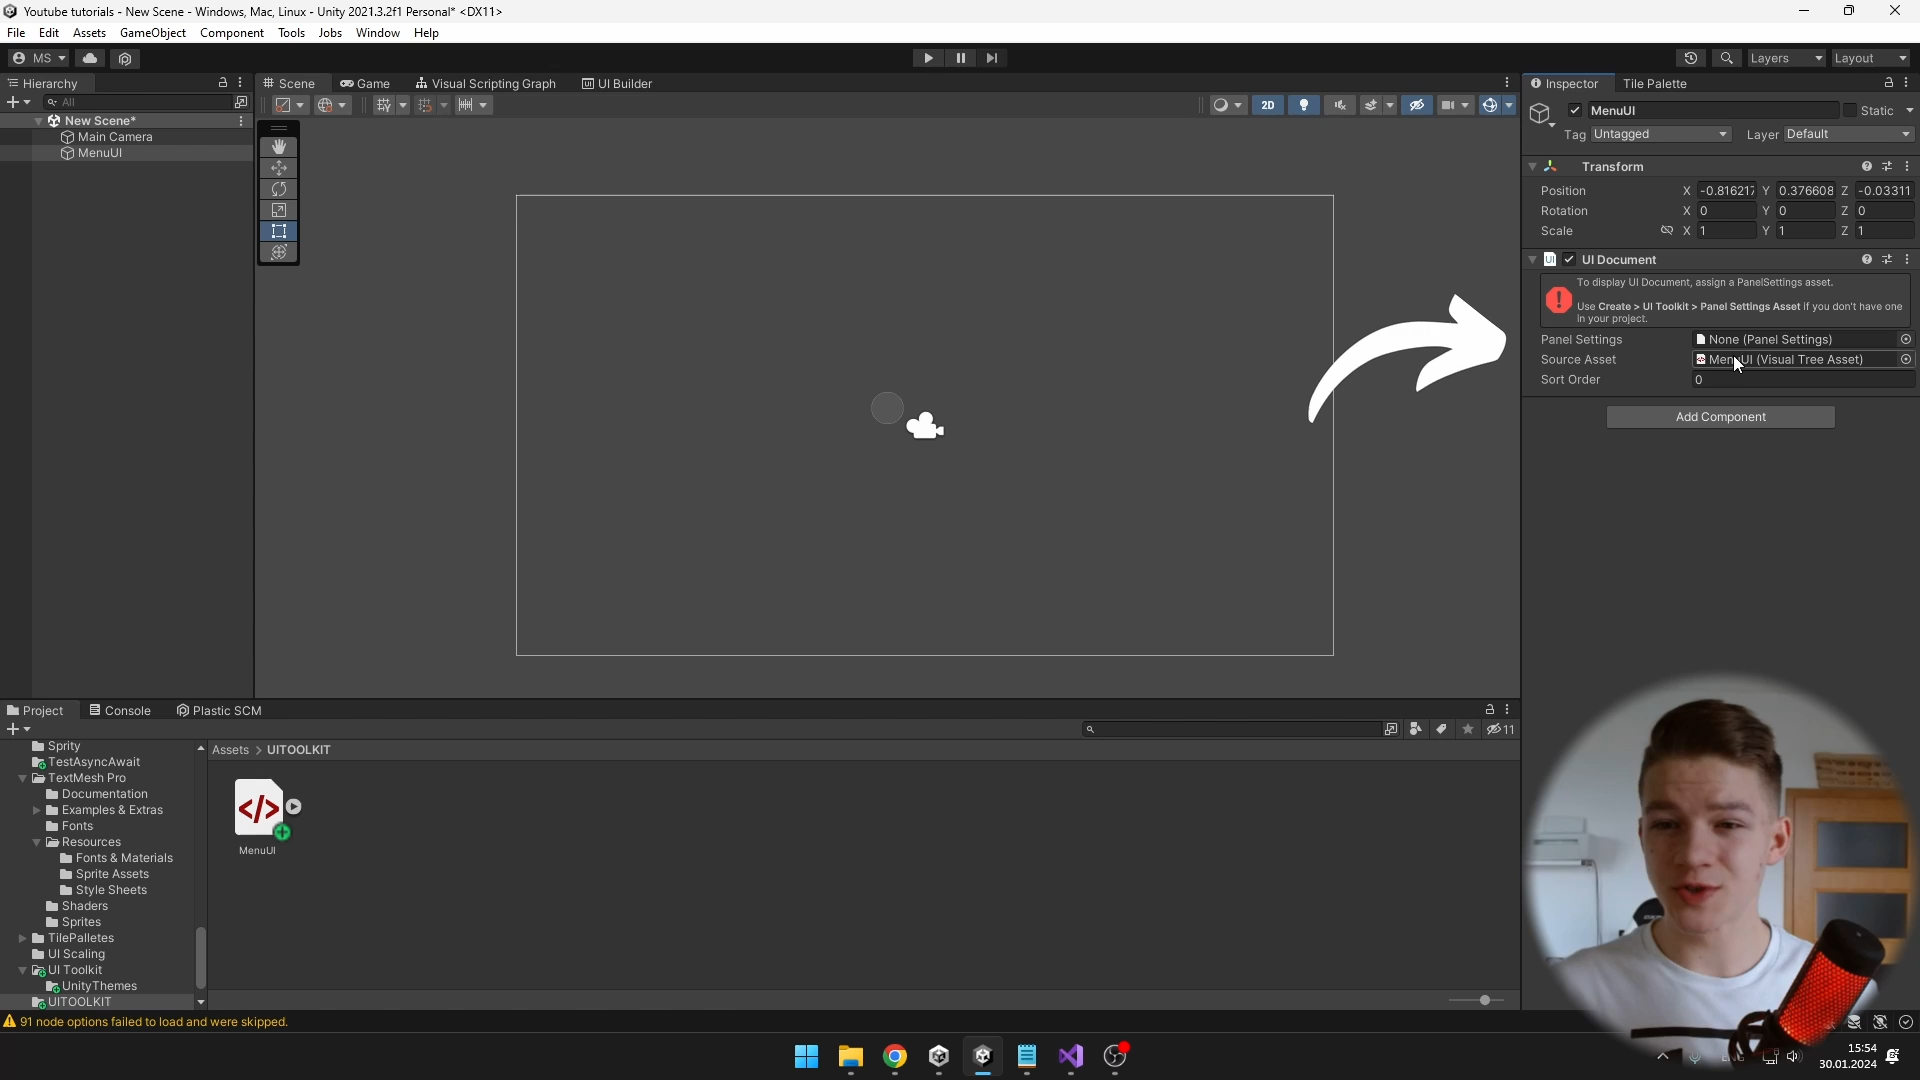 Youtube tutorials - New Scene - Windows, Mac, Linux - Unity 2021.3.2f1 Personal* <DX11>
File Edit Assets GameObject Component Tools Jobs Window Help
MS
Layers Layout
Hierarchy
Scene Game Visual Scripting Graph UI Builder
Inspector Tile Palette
All
2D
New Scene*
Main Camera
MenuUI
MenuUI Static
Tag Untagged Layer Default
Transform
Position X -0.816217 Y 0.376608 Z -0.03311
Rotation X 0 Y 0 Z 0
Scale X 1 Y 1 Z 1
UI UI Document
To display UI Document, assign a PanelSettings asset.
Use Create > UI Toolkit > Panel Settings Asset if you don't have one
in your project.
Panel Settings None (Panel Settings)
Source Asset MenuUI (Visual Tree Asset)
Sort Order 0
Add Component
Project Console Plastic SCM
11
Assets > UITOOLKIT
Sprity
TestAsyncAwait
TextMesh Pro
Documentation
Examples & Extras
Fonts
Resources
Fonts & Materials
Sprite Assets
Style Sheets
Shaders
Sprites
TilePalletes
UI Scaling
UI Toolkit
UnityThemes
UITOOLKIT
</>
MenuUI
91 node options failed to load and were skipped.
15:54
30.01.2024